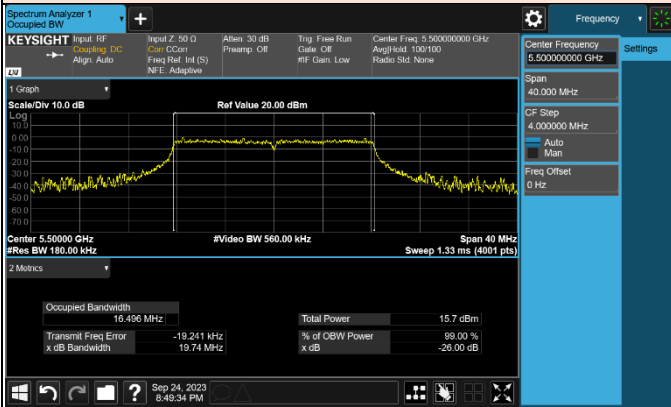 Spectrum Analyzer 1
Occupied BW
Frequency
KEYSIGHT
Input: RF
Coupling: DC
Align: Auto
Input Z: 50 Ω
Corr CCorr
Freq Ref: Int (S)
NFE: Adaptive
Atten: 30 dB
Preamp: Off
Trig: Free Run
Gate: Off
#IF Gain: Low
Center Freq: 5.500000000 GHz
Avg|Hold: 100/100
Radio Std: None
LXI
Center Frequency
5.500000000 GHz
Settings
Span
40.000 MHz
CF Step
4.000000 MHz
Auto
Man
Freq Offset
0 Hz
1 Graph
Scale/Div 10.0 dB
Ref Value 20.00 dBm
Log
10.0
0.00
-10.0
-20.0
-30.0
-40.0
-50.0
-60.0
-70.0
Center 5.50000 GHz
#Video BW 560.00 kHz
Span 40 MHz
#Res BW 180.00 kHz
Sweep 1.33 ms (4001 pts)
2 Metrics
Occupied Bandwidth
16.496 MHz
Total Power 15.7 dBm
Transmit Freq Error -19.241 kHz
% of OBW Power 99.00 %
x dB Bandwidth 19.74 MHz
x dB -26.00 dB
?
Sep 24, 2023
8:49:34 PM